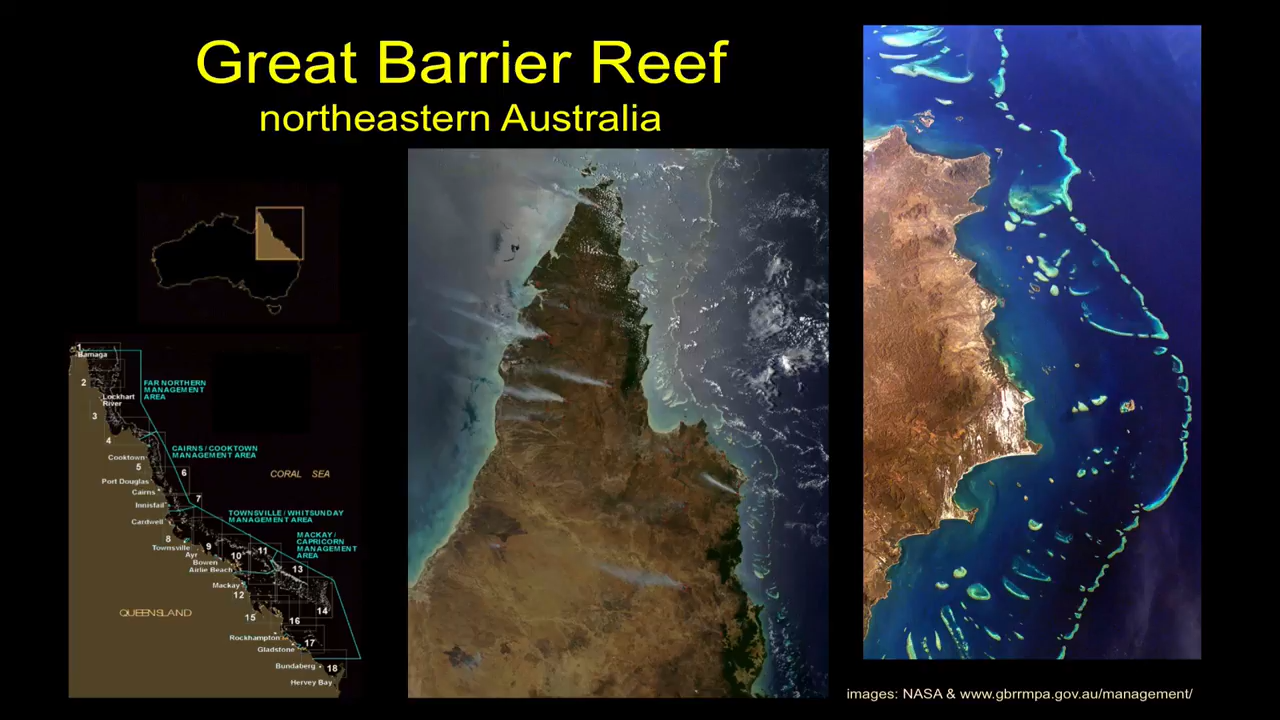 Great Barrier Reef
northeastern Australia
1
Bamaga
2
FAR NORTHERN
MANAGEMENT
AREA
Lockhart
River
3
4
CAIRNS / COOKTOWN
MANAGEMENT AREA
Cooktown
5
6
CORAL SEA
Port Douglas
Cairns
7
Innisfail
TOWNSVILLE / WHITSUNDAY
MANAGEMENT AREA
Cardwell
8
MACKAY /
CAPRICORN
MANAGEMENT
AREA
Townsville
9
Ayr
10
11
Bowen
Airlie Beach
13
Mackay
12
14
QUEENSLAND
15
16
Rockhampton
17
Gladstone
Bundaberg
18
Hervey Bay
images: NASA & www.gbrrmpa.gov.au/management/